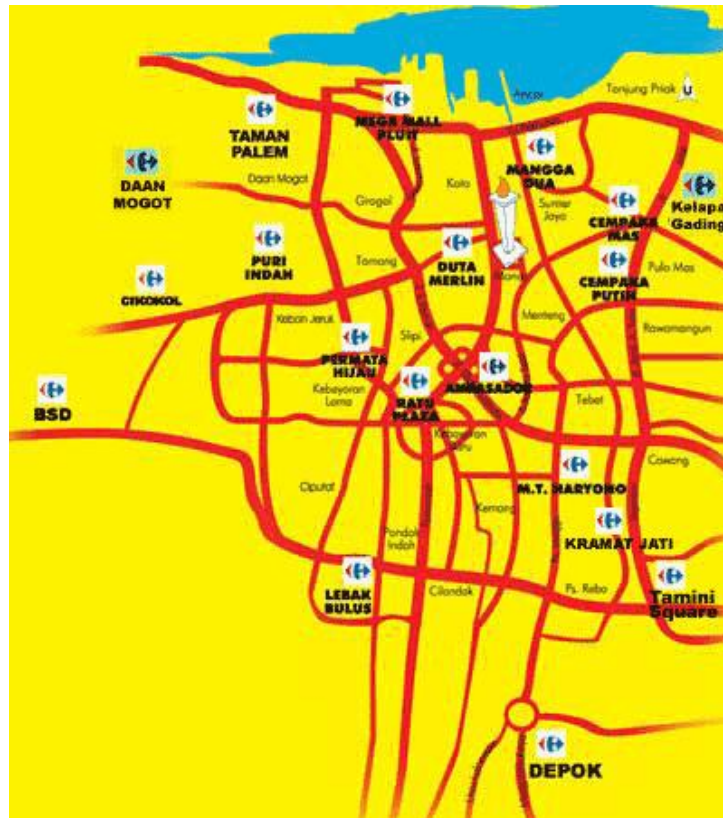 Ancol
Tanjung Priok
U
MEGA MALL
PLUIT
TAMAN
PALEM
MANGGA
DUA
DAAN
MOGOT
Daan Mogot
Grogol
Kota
Sunter
Jaya
CEMPAKA
MAS
Kelapa
Gading
PURI
INDAH
Tomang
DUTA
MERLIN
Monas
CEMPAKA
PUTIH
Pulo Mas
CIKOKOL
Kebon Jeruk
Slipi
Menteng
Rawamangun
PERMATA
HIJAU
AMBASADOR
BSD
Kebayoran
Lama
RATU
PLAZA
Tebet
Kebayoran
Baru
Cawang
Ciputat
M.T. HARYONO
Kemang
Pondok
Indah
KRAMAT JATI
LEBAK
BULUS
Cilandak
Ps. Rebo
Tamini
Square
DEPOK